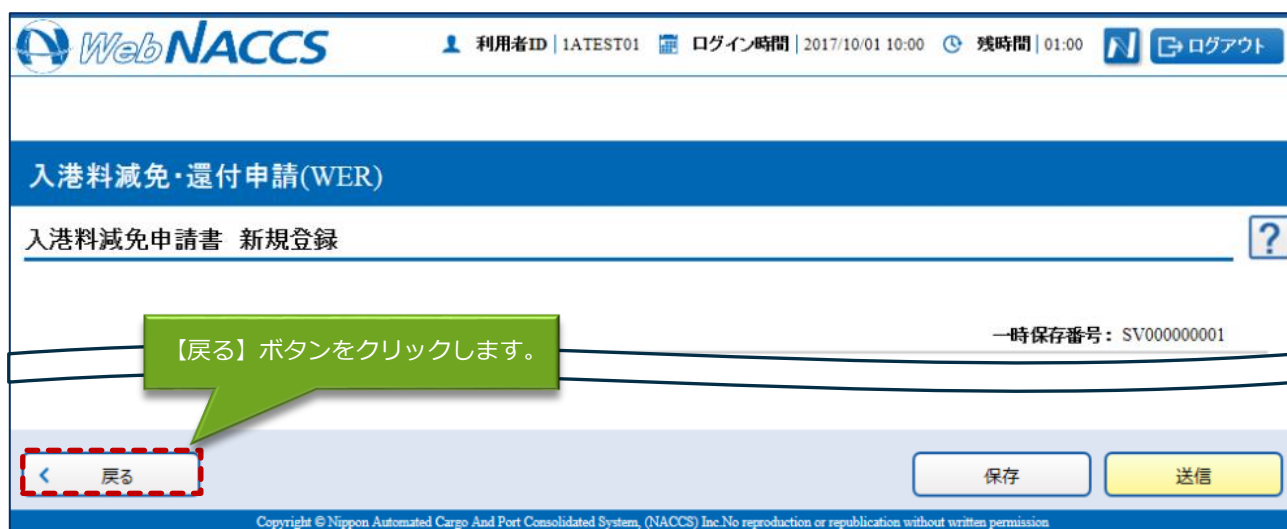 WebNACCS 利用者ID 1ATEST01 ログイン時間 2017/10/01 10:00 残時間 01:00 N ログアウト
入港料減免・還付申請(WER)
入港料減免申請書 新規登録 ?
一時保存番号: SV000000001
【戻る】ボタンをクリックします。
戻る 保存 送信
Copyright © Nippon Automated Cargo And Port Consolidated System, (NACCS) Inc.No reproduction or republication without written permission